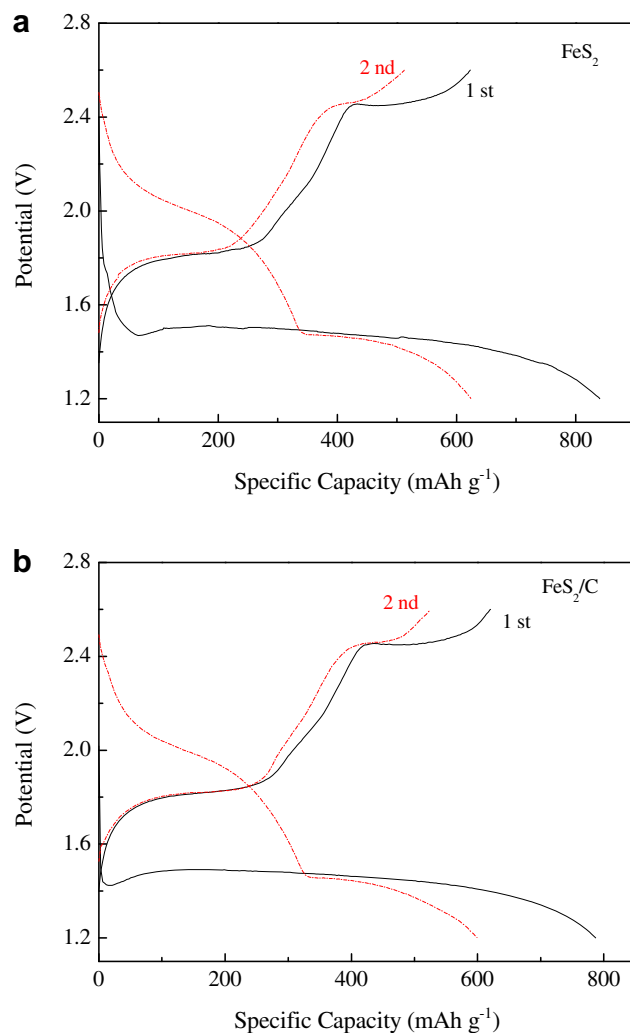 a
2.8
2.4
2.0
1.6
1.2
Potential (V)
2 nd
1 st
FeS₂
0 200 400 600 800
Specific Capacity (mAh g⁻¹)
b
2.8
2.4
2.0
1.6
1.2
Potential (V)
2 nd
1 st
FeS₂/C
0 200 400 600 800
Specific Capacity (mAh g⁻¹)